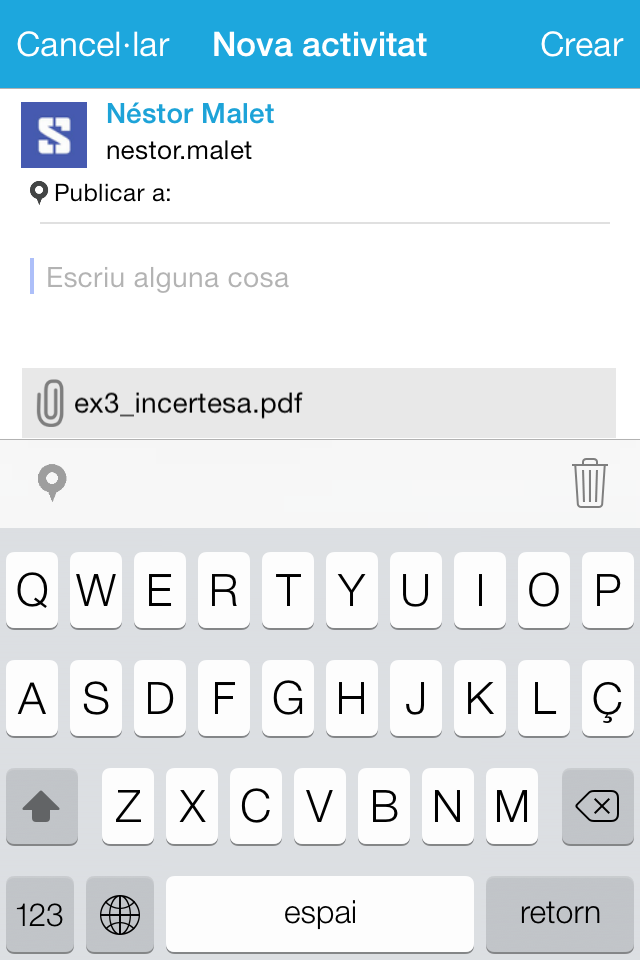 Cancel·lar Nova activitat Crear
Néstor Malet
nestor.malet
Publicar a:
Escriu alguna cosa
ex3_incertesa.pdf
Q W E R T Y U I O P
A S D F G H J K L Ç
Z X C V B N M
123 espai retorn